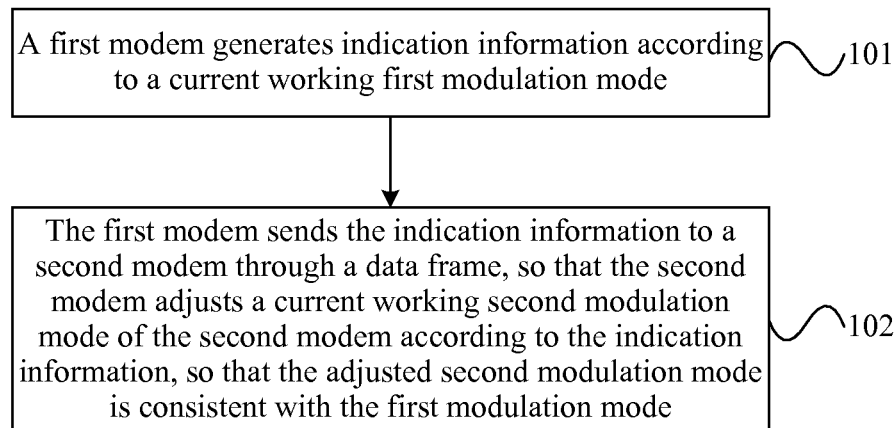 A first modem generates indication information according
to a current working first modulation mode
101
The first modem sends the indication information to a
second modem through a data frame, so that the second
modem adjusts a current working second modulation
mode of the second modem according to the indication
information, so that the adjusted second modulation mode
is consistent with the first modulation mode
102